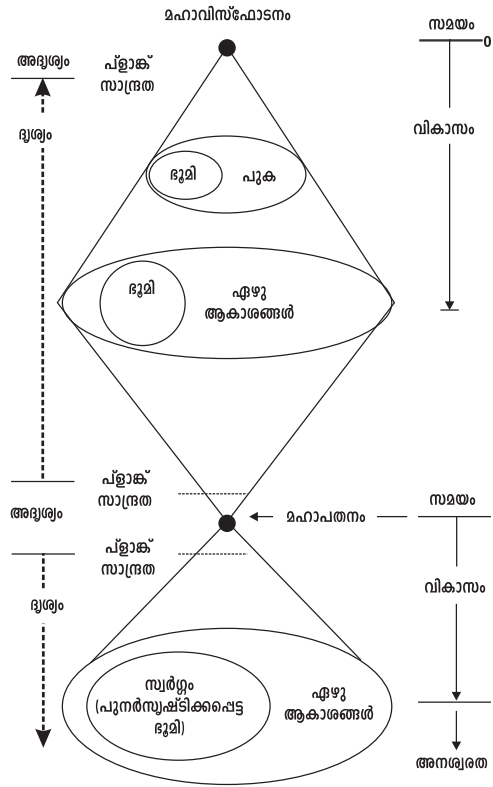 മഹാവിസ്ഫോടനം
സമയം
0
അദൃശ്യം
പ്ളാങ്ക്
സാന്ദ്രത
ദൃശ്യം
വികാസം
ഭൂമി
പുക
ഭൂമി
ഏഴു
ആകാശങ്ങൾ
പ്ളാങ്ക്
സാന്ദ്രത
അദൃശ്യം
മഹാപതനം
സമയം
പ്ളാങ്ക്
സാന്ദ്രത
ദൃശ്യം
വികാസം
സ്വർഗ്ഗം
(പുനർസൃഷ്ടിക്കപ്പെട്ട
ഭൂമി)
ഏഴു
ആകാശങ്ങൾ
അനശ്വരത